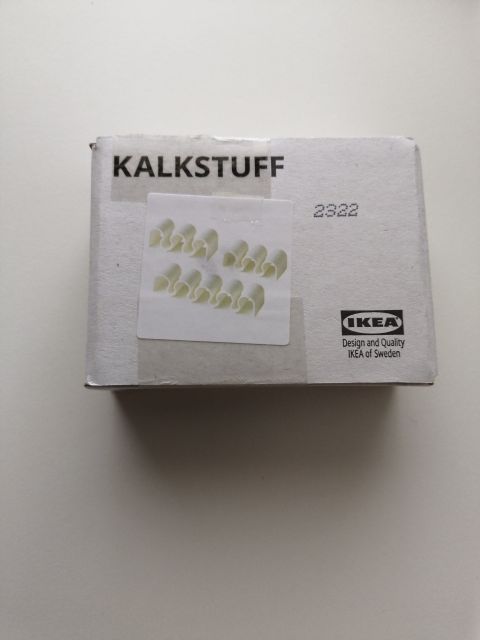 KALKSTUFF
2322
IKEA
Design and Quality
IKEA of Sweden